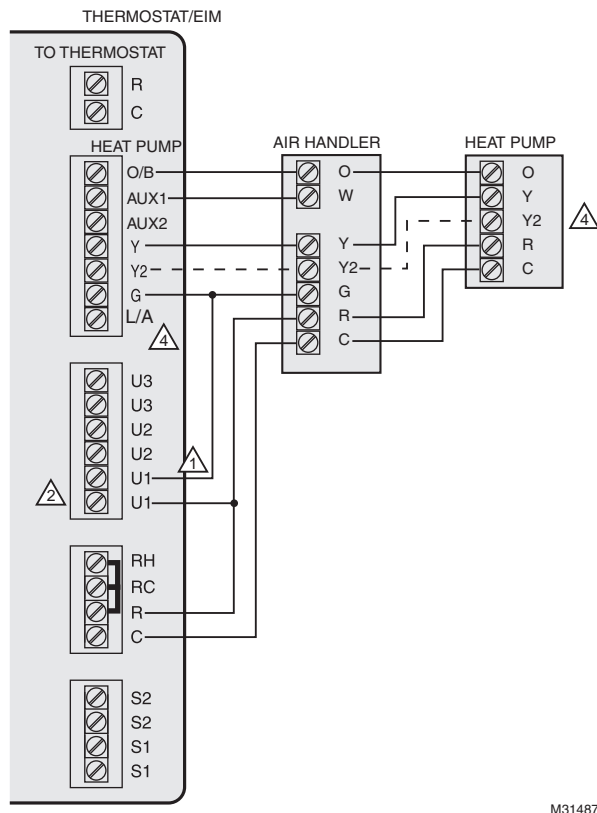 THERMOSTAT/EIM
TO THERMOSTAT
R
C
HEAT PUMP
O/B
AUX1
AUX2
Y
Y2
G
L/A
4
U3
U3
U2
U2
U1
U1
1
2
RH
RC
R
C
S2
S2
S1
S1
AIR HANDLER
O
W
Y
Y2
G
R
C
HEAT PUMP
O
Y
Y2
R
C
4
M31487